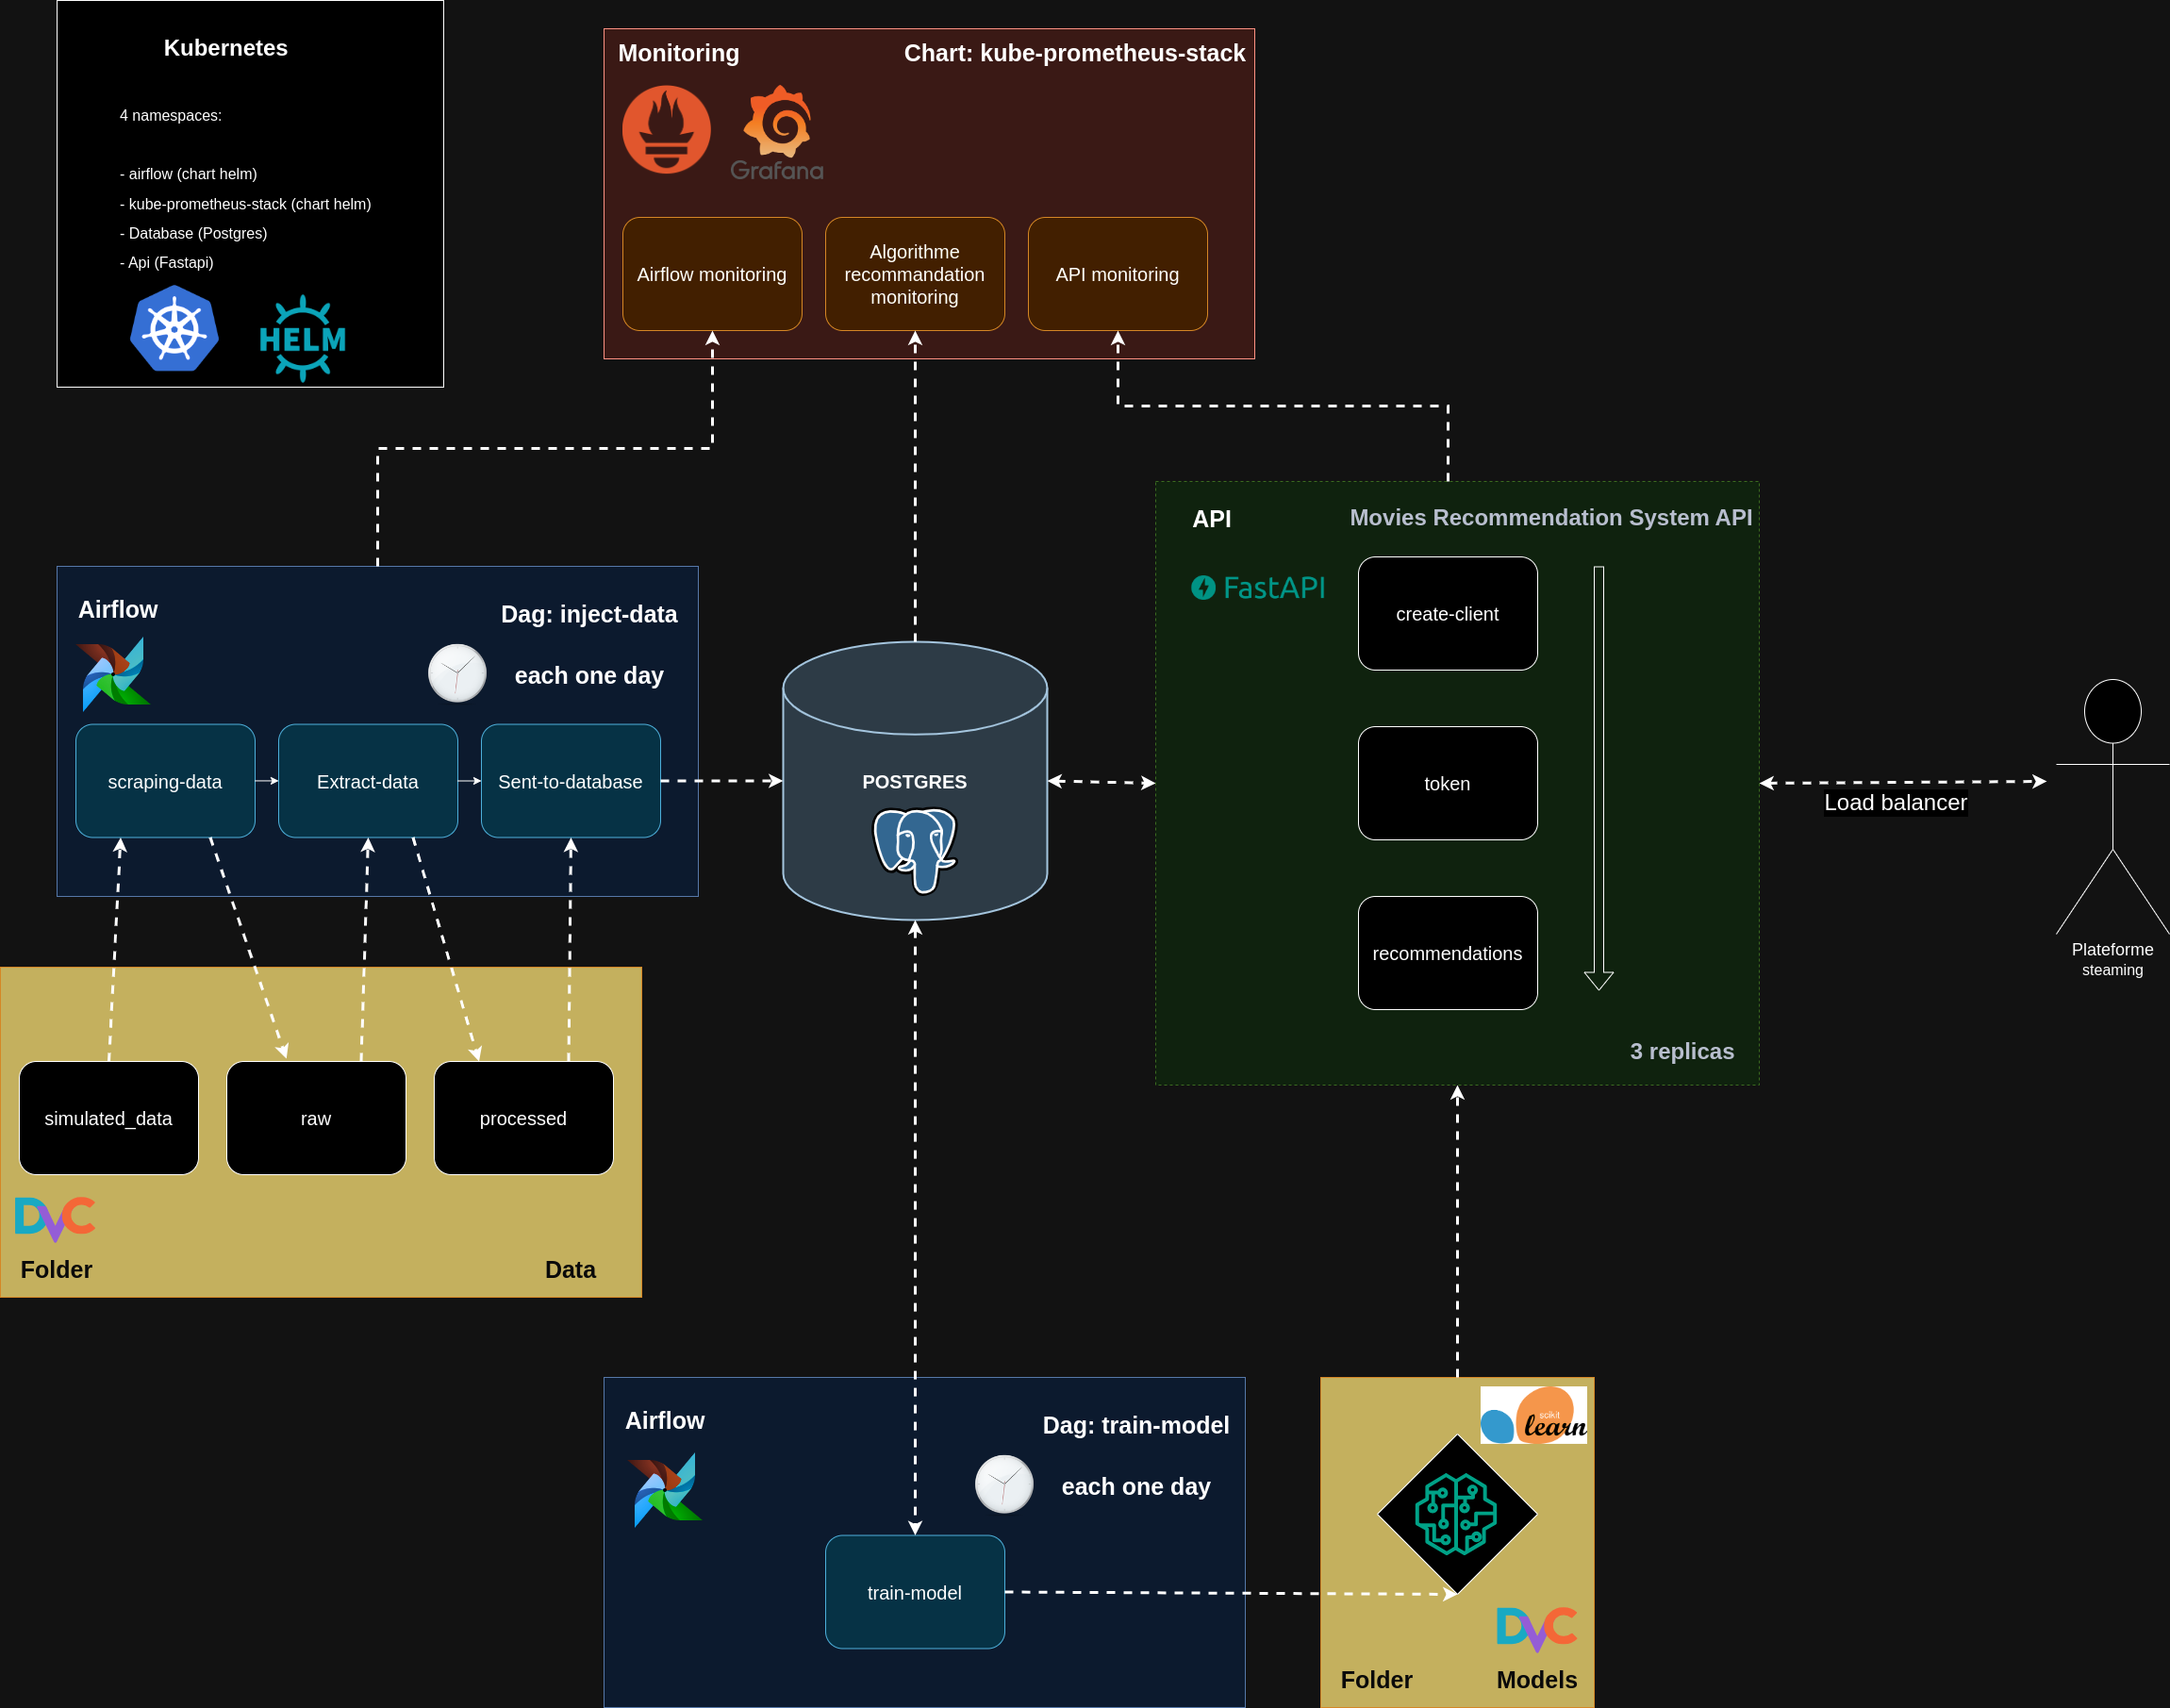 Kubernetes
4 namespaces:
- airflow (chart helm)
- kube-prometheus-stack (chart helm)
- Database (Postgres)
- Api (Fastapi)
HELM
Monitoring
Chart: kube-prometheus-stack
Grafana
Airflow monitoring
Algorithme
recommandation
monitoring
API monitoring
Airflow
Dag: inject-data
each one day
scraping-data
Extract-data
Sent-to-database
POSTGRES
API
Movies Recommendation System API
FastAPI
create-client
token
recommendations
3 replicas
Load balancer
Plateforme
steaming
simulated_data
raw
processed
DVC
Folder
Data
Airflow
Dag: train-model
each one day
train-model
scikit
learn
DVC
Folder
Models